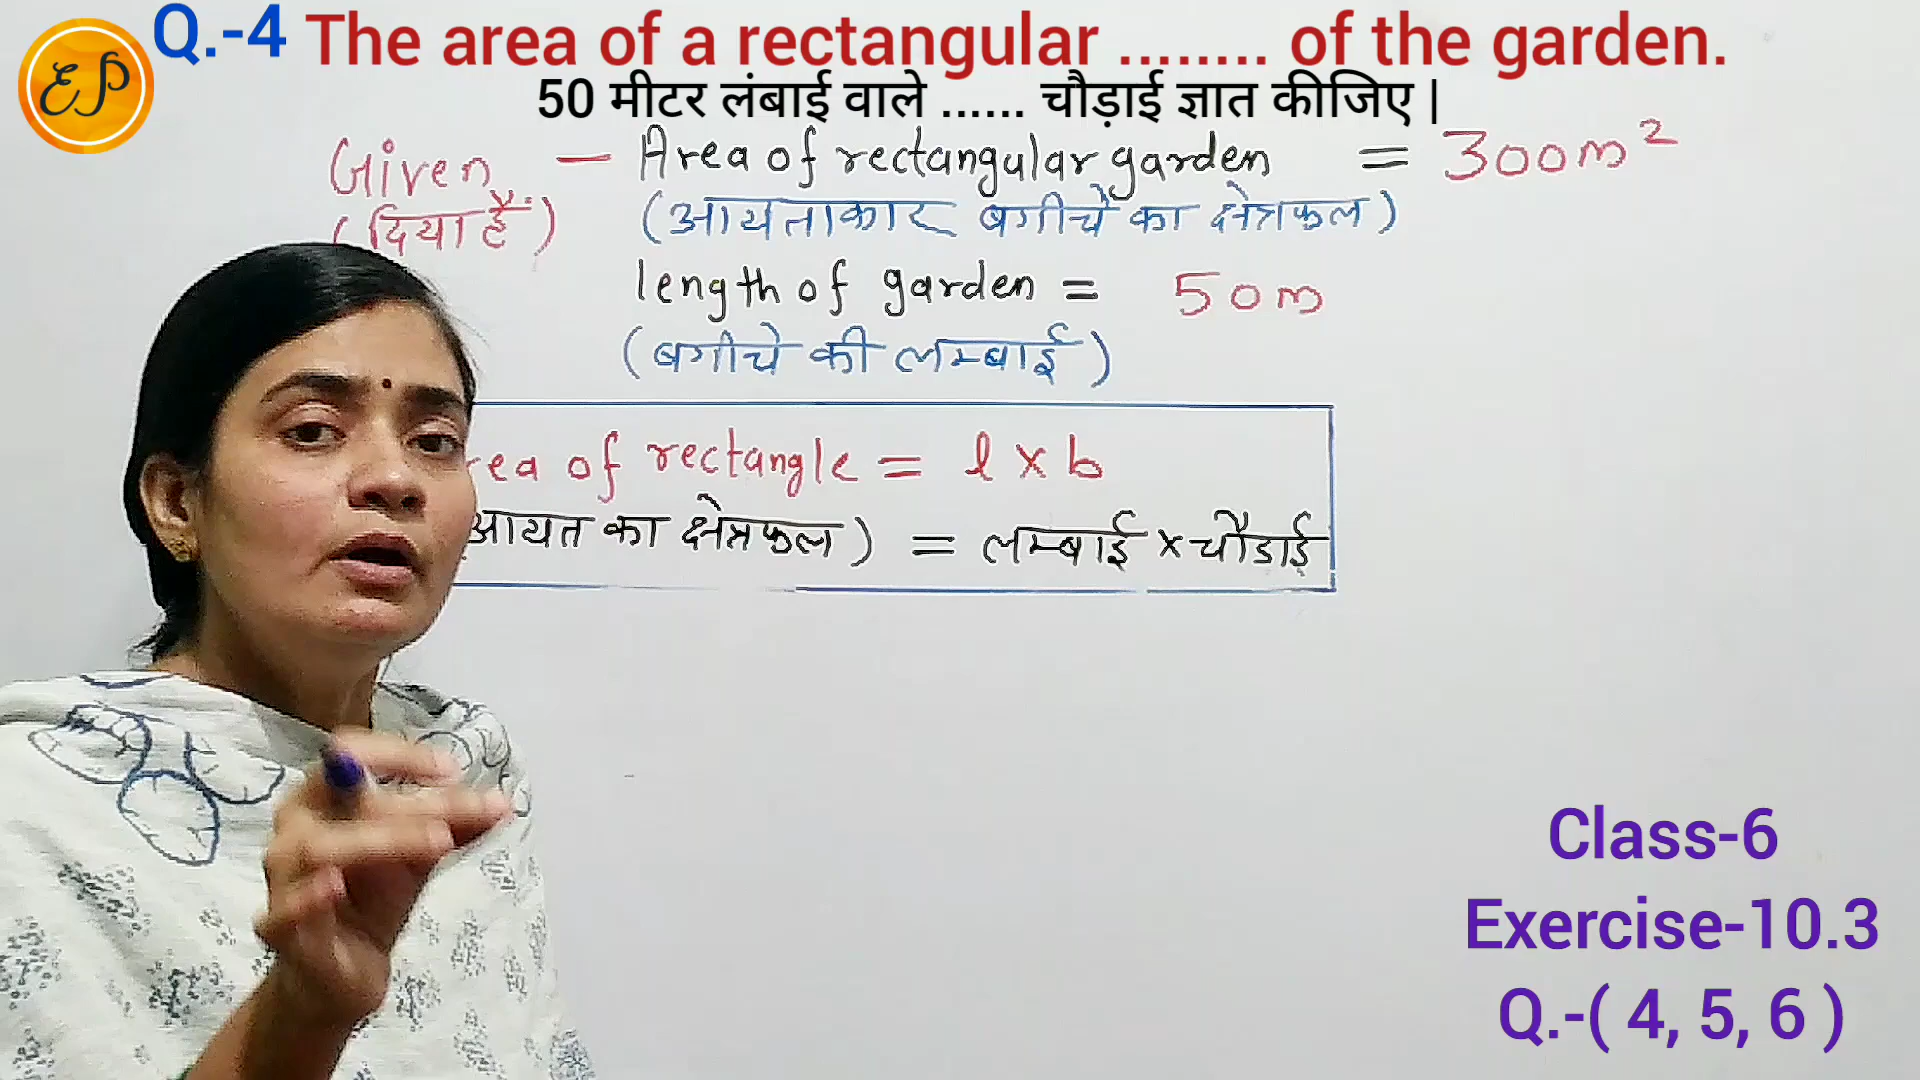 EP
Q.-4 The area of a rectangular ........ of the garden.
50 मीटर लंबाई वाले ...... चौड़ाई ज्ञात कीजिए |
Given — Area of rectangular garden = 300m²
(दिया है:) (आयताकार बगीचे का क्षेत्रफल)
length of garden = 50m
(बगीचे की लम्बाई)
rea of rectangle = l × b
आयत का क्षेत्रफल) = लम्बाई × चौडाई
Class-6
Exercise-10.3
Q.-( 4, 5, 6 )